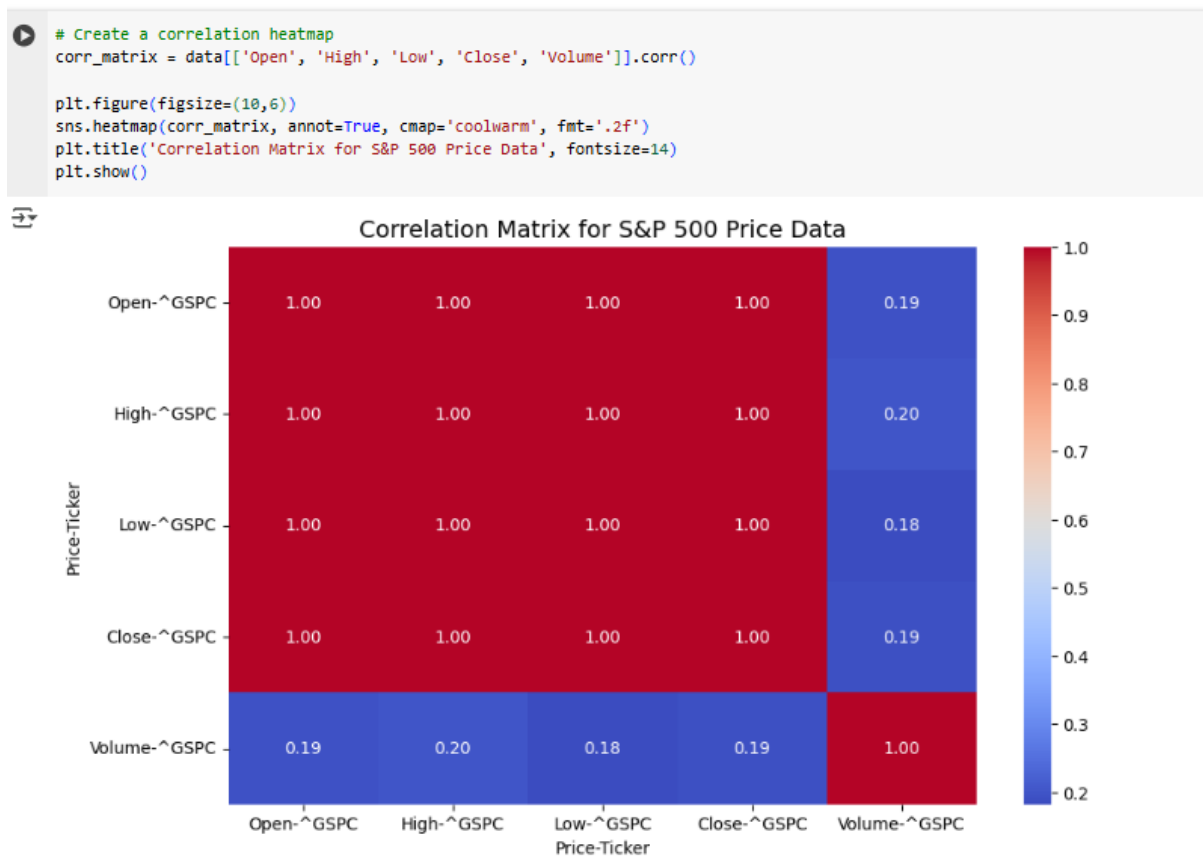 # Create a correlation heatmap
corr_matrix = data[['Open', 'High', 'Low', 'Close', 'Volume']].corr()
plt.figure(figsize=(10,6))
sns.heatmap(corr_matrix, annot=True, cmap='coolwarm', fmt='.2f')
plt.title('Correlation Matrix for S&P 500 Price Data', fontsize=14)
plt.show()
Correlation Matrix for S&P 500 Price Data
Price-Ticker
Open-^GSPC 1.00 1.00 1.00 1.00 0.19
High-^GSPC 1.00 1.00 1.00 1.00 0.20
Low-^GSPC 1.00 1.00 1.00 1.00 0.18
Close-^GSPC 1.00 1.00 1.00 1.00 0.19
Volume-^GSPC 0.19 0.20 0.18 0.19 1.00
Open-^GSPC High-^GSPC Low-^GSPC Close-^GSPC Volume-^GSPC
Price-Ticker
1.0
0.9
0.8
0.7
0.6
0.5
0.4
0.3
0.2